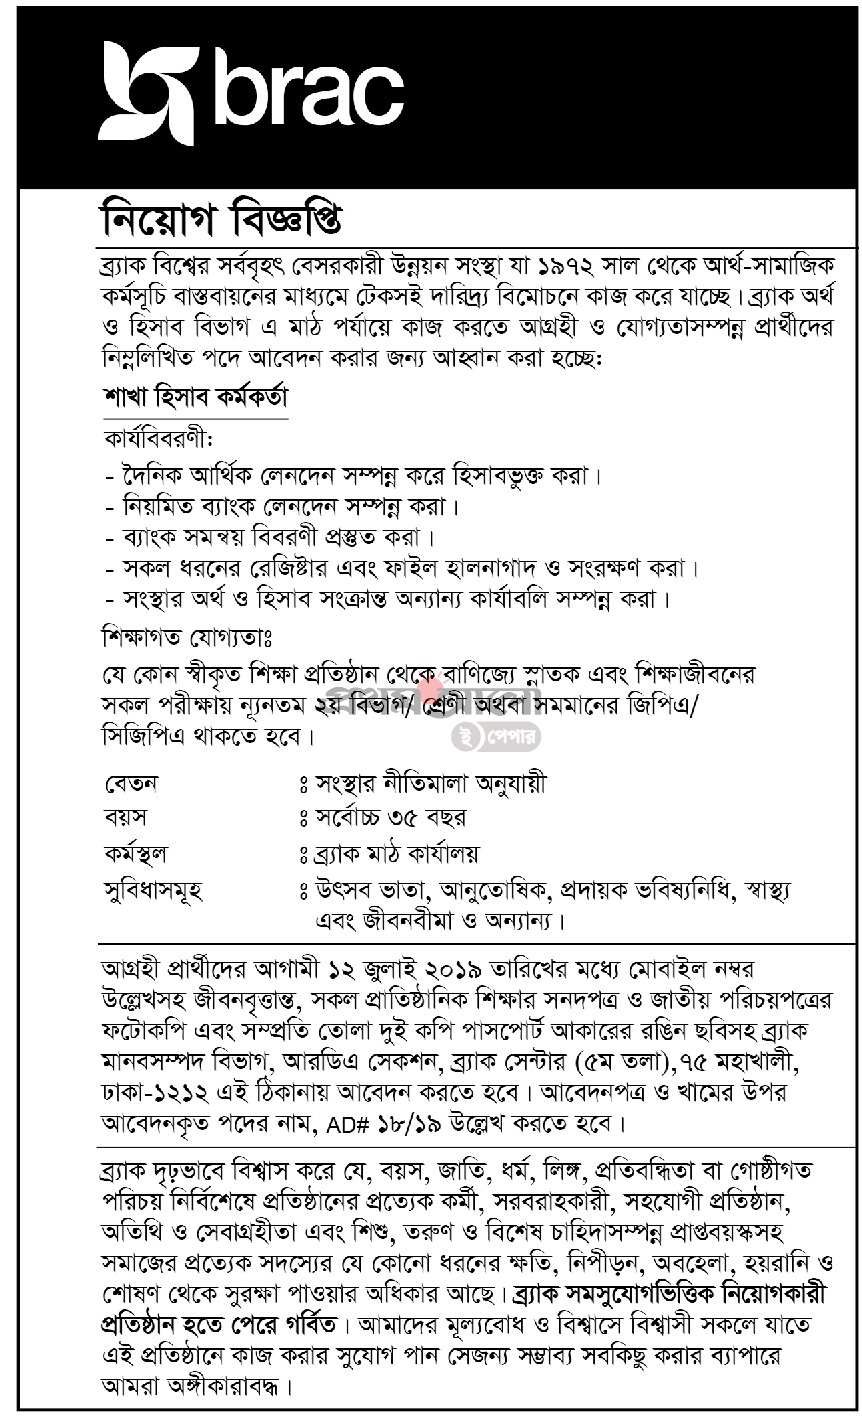 brac
নিয়োগ বিজ্ঞপ্তি
ব্র্যাক বিশ্বের সর্ববৃহৎ বেসরকারী উন্নয়ন সংস্থা যা ১৯৭২ সাল থেকে আর্থ-সামাজিক
কর্মসূচি বাস্তবায়নের মাধ্যমে টেকসই দারিদ্র্য বিমোচনে কাজ করে যাচ্ছে। ব্র্যাক অর্থ
ও হিসাব বিভাগ এ মাঠ পর্যায়ে কাজ করতে আগ্রহী ও যোগ্যতাসম্পন্ন প্রার্থীদের
নিম্নলিখিত পদে আবেদন করার জন্য আহ্বান করা হচ্ছে:
শাখা হিসাব কর্মকর্তা
কার্যবিবরণী:
- দৈনিক আর্থিক লেনদেন সম্পন্ন করে হিসাবভুক্ত করা।
- নিয়মিত ব্যাংক লেনদেন সম্পন্ন করা।
- ব্যাংক সমন্বয় বিবরণী প্রস্তুত করা।
- সকল ধরনের রেজিষ্টার এবং ফাইল হালনাগাদ ও সংরক্ষণ করা।
- সংস্থার অর্থ ও হিসাব সংক্রান্ত অন্যান্য কার্যাবলি সম্পন্ন করা।
শিক্ষাগত যোগ্যতাঃ
যে কোন স্বীকৃত শিক্ষা প্রতিষ্ঠান থেকে বাণিজ্যে স্নাতক এবং শিক্ষাজীবনের
সকল পরীক্ষায় ন্যূনতম ২য় বিভাগ/ শ্রেণী অথবা সমমানের জিপিএ/
সিজিপিএ থাকতে হবে।
প্রথম আলো
ই পেপার
বেতন : সংস্থার নীতিমালা অনুযায়ী
বয়স : সর্বোচ্চ ৩৫ বছর
কর্মস্থল : ব্র্যাক মাঠ কার্যালয়
সুবিধাসমূহ : উৎসব ভাতা, আনুতোষিক, প্রদায়ক ভবিষ্যনিধি, স্বাস্থ্য
এবং জীবনবীমা ও অন্যান্য।
আগ্রহী প্রার্থীদের আগামী ১২ জুলাই ২০১৯ তারিখের মধ্যে মোবাইল নম্বর
উল্লেখসহ জীবনবৃত্তান্ত, সকল প্রাতিষ্ঠানিক শিক্ষার সনদপত্র ও জাতীয় পরিচয়পত্রের
ফটোকপি এবং সম্প্রতি তোলা দুই কপি পাসপোর্ট আকারের রঙিন ছবিসহ ব্র্যাক
মানবসম্পদ বিভাগ, আরডিএ সেকশন, ব্র্যাক সেন্টার (৫ম তলা),৭৫ মহাখালী,
ঢাকা-১২১২ এই ঠিকানায় আবেদন করতে হবে। আবেদনপত্র ও খামের উপর
আবেদনকৃত পদের নাম, AD# ১৮/১৯ উল্লেখ করতে হবে।
ব্র্যাক দৃঢ়ভাবে বিশ্বাস করে যে, বয়স, জাতি, ধর্ম, লিঙ্গ, প্রতিবন্ধিতা বা গোষ্ঠীগত
পরিচয় নির্বিশেষে প্রতিষ্ঠানের প্রত্যেক কর্মী, সরবরাহকারী, সহযোগী প্রতিষ্ঠান,
অতিথি ও সেবাগ্রহীতা এবং শিশু, তরুণ ও বিশেষ চাহিদাসম্পন্ন প্রাপ্তবয়স্কসহ
সমাজের প্রত্যেক সদস্যের যে কোনো ধরনের ক্ষতি, নিপীড়ন, অবহেলা, হয়রানি ও
শোষণ থেকে সুরক্ষা পাওয়ার অধিকার আছে। ব্র্যাক সমসুযোগভিত্তিক নিয়োগকারী
প্রতিষ্ঠান হতে পেরে গর্বিত। আমাদের মূল্যবোধ ও বিশ্বাসে বিশ্বাসী সকলে যাতে
এই প্রতিষ্ঠানে কাজ করার সুযোগ পান সেজন্য সম্ভাব্য সবকিছু করার ব্যাপারে
আমরা অঙ্গীকারাবদ্ধ।